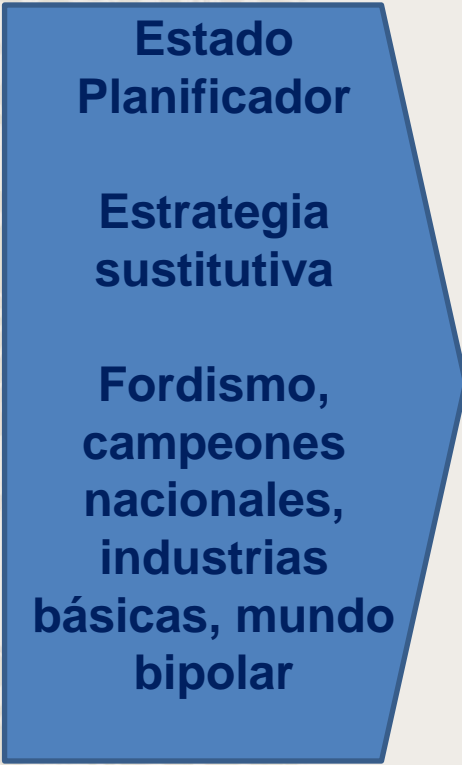 Estado
Planificador
Estrategia
sustitutiva
Fordismo,
campeones
nacionales,
industrias
básicas, mundo
bipolar